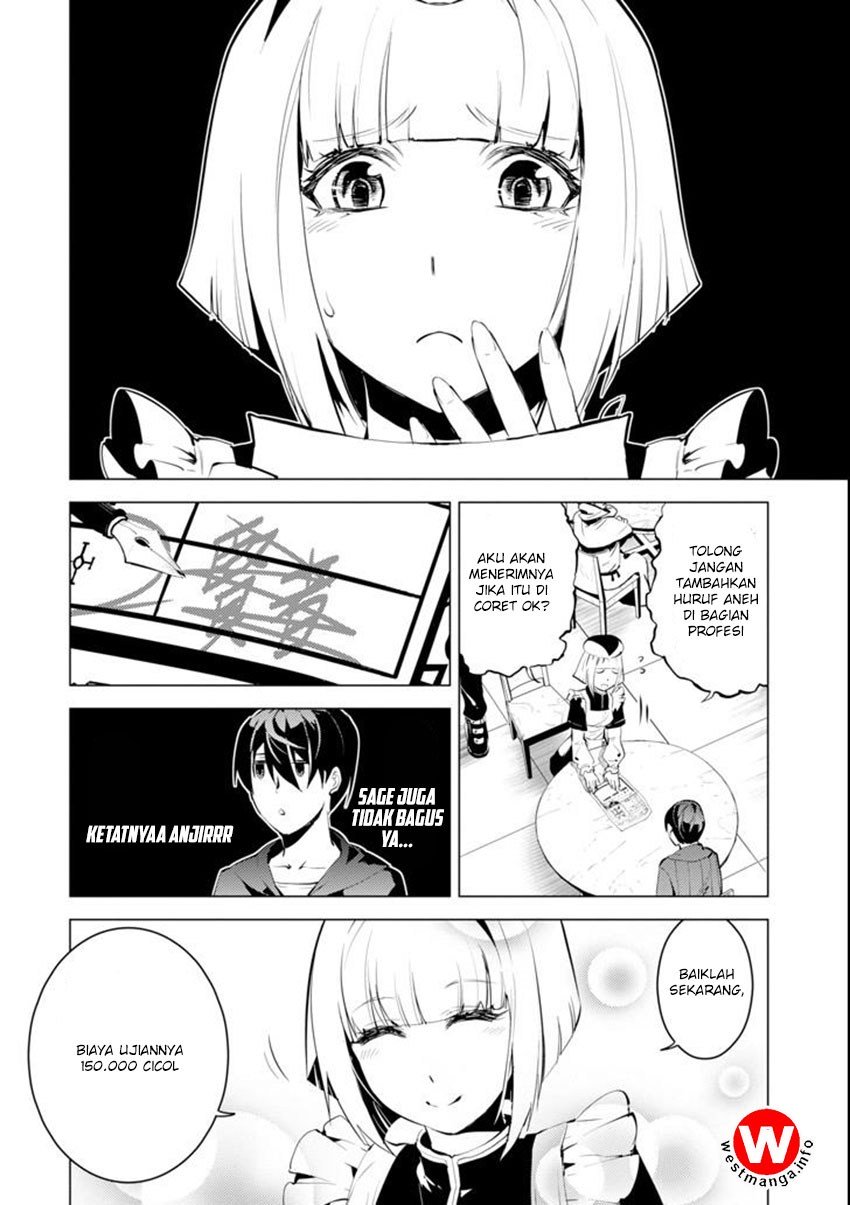 TOLONG
JANGAN
TAMBAHKAN
HURUF ANEH
DI BAGIAN
PROFESI
AKU AKAN
MENERIMNYA
JIKA ITU DI
CORET OK?
SAGE JUGA
TIDAK BAGUS
YA...
KETATNYAA ANJIRRR
BAIKLAH
SEKARANG,
BIAYA UJIANNYA
150.000 CICOL
W
westmanga.info